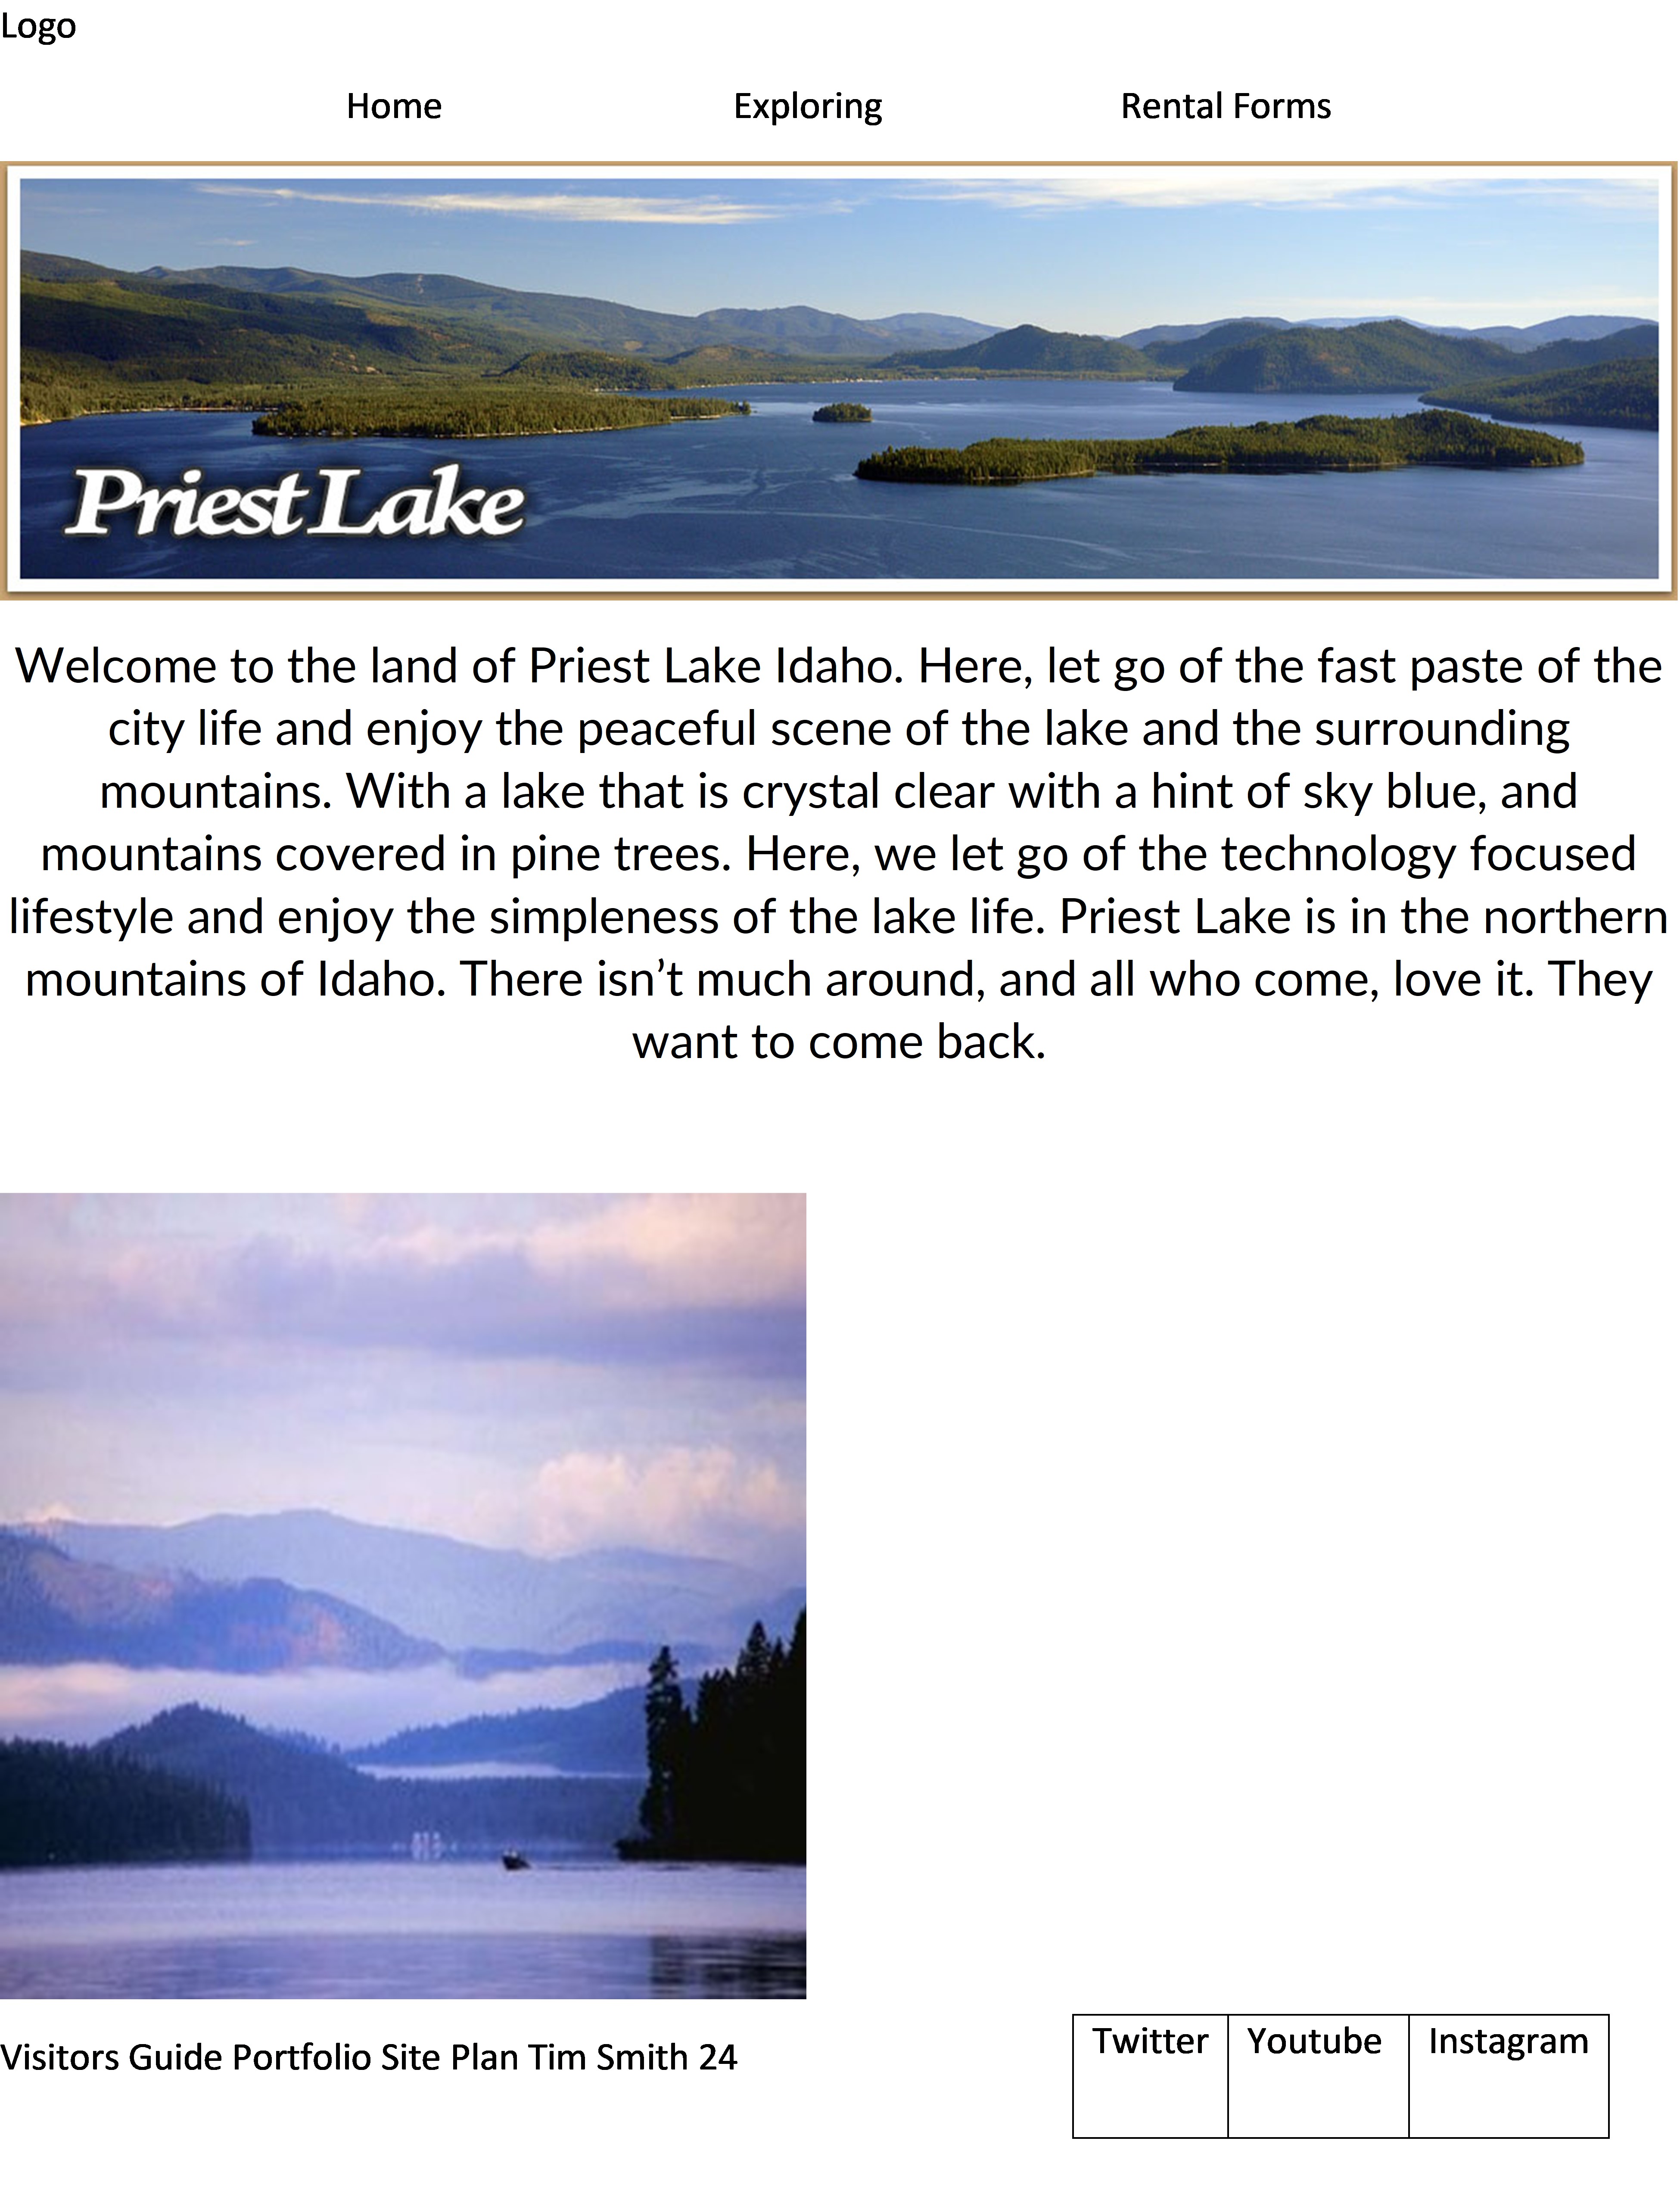 Logo
Home Exploring Rental Forms
Priest Lake
Welcome to the land of Priest Lake Idaho. Here, let go of the fast paste of the
city life and enjoy the peaceful scene of the lake and the surrounding
mountains. With a lake that is crystal clear with a hint of sky blue, and
mountains covered in pine trees. Here, we let go of the technology focused
lifestyle and enjoy the simpleness of the lake life. Priest Lake is in the northern
mountains of Idaho. There isn’t much around, and all who come, love it. They
want to come back.
Visitors Guide Portfolio Site Plan Tim Smith 24
Twitter Youtube Instagram